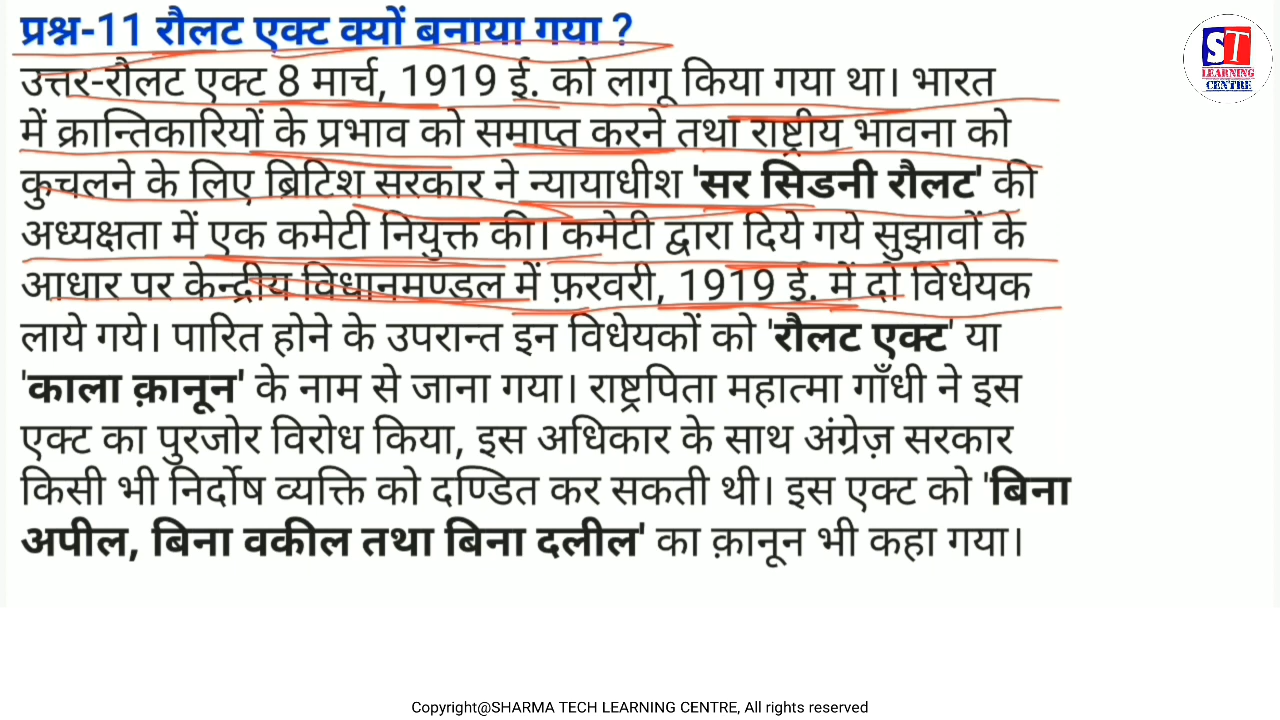 प्रश्न-11 रौलट एक्ट क्यों बनाया गया ?
उत्तर-रौलट एक्ट 8 मार्च, 1919 ई. को लागू किया गया था। भारत
में क्रान्तिकारियों के प्रभाव को समाप्त करने तथा राष्ट्रीय भावना को
कुचलने के लिए ब्रिटिश सरकार ने न्यायाधीश 'सर सिडनी रौलट' की
अध्यक्षता में एक कमेटी नियुक्त की। कमेटी द्वारा दिये गये सुझावों के
आधार पर केन्द्रीय विधानमण्डल में फ़रवरी, 1919 ई. में दो विधेयक
लाये गये। पारित होने के उपरान्त इन विधेयकों को 'रौलट एक्ट' या
'काला क़ानून' के नाम से जाना गया। राष्ट्रपिता महात्मा गाँधी ने इस
एक्ट का पुरजोर विरोध किया, इस अधिकार के साथ अंग्रेज़ सरकार
किसी भी निर्दोष व्यक्ति को दण्डित कर सकती थी। इस एक्ट को 'बिना
अपील, बिना वकील तथा बिना दलील' का क़ानून भी कहा गया।
ST
LEARNING
CENTRE
Copyright@SHARMA TECH LEARNING CENTRE, All rights reserved